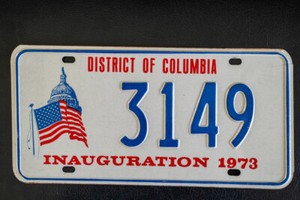 DISTRICT OF COLUMBIA
3149
INAUGURATION 1973